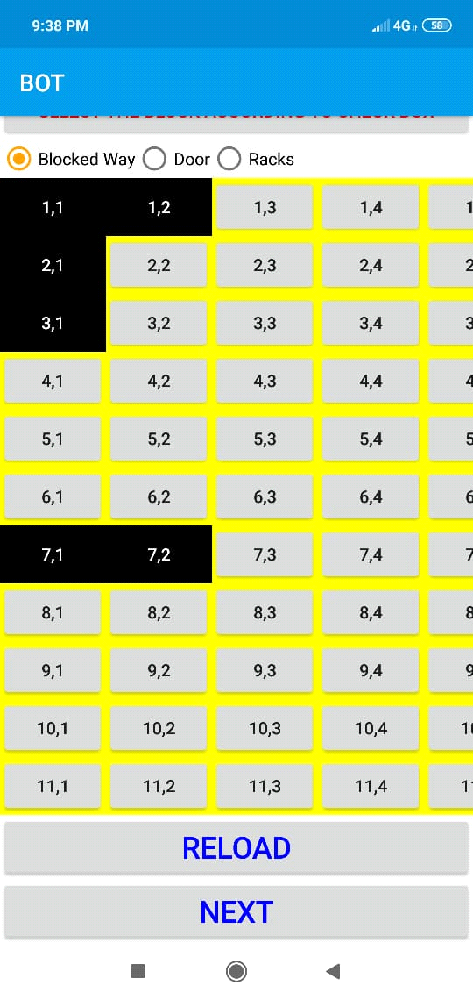 9:38 PM 4G 58
BOT
Blocked Way Door Racks
1,1 1,2 1,3 1,4 1
2,1 2,2 2,3 2,4 2
3,1 3,2 3,3 3,4 3
4,1 4,2 4,3 4,4 4
5,1 5,2 5,3 5,4 5
6,1 6,2 6,3 6,4 6
7,1 7,2 7,3 7,4 7
8,1 8,2 8,3 8,4 8
9,1 9,2 9,3 9,4 9
10,1 10,2 10,3 10,4 10
11,1 11,2 11,3 11,4 11
RELOAD
NEXT